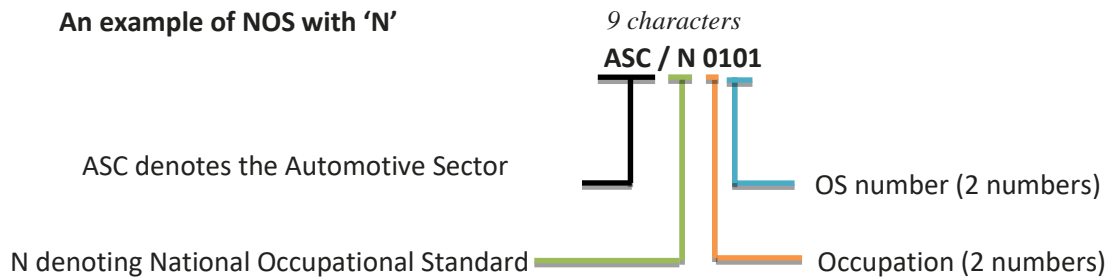 An example of NOS with ‘N’
9 characters
ASC / N 0101
ASC denotes the Automotive Sector
OS number (2 numbers)
N denoting National Occupational Standard
Occupation (2 numbers)